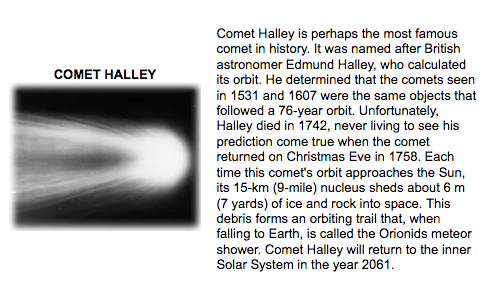 COMET HALLEY
Comet Halley is perhaps the most famous
comet in history. It was named after British
astronomer Edmund Halley, who calculated
its orbit. He determined that the comets seen
in 1531 and 1607 were the same objects that
followed a 76-year orbit. Unfortunately,
Halley died in 1742, never living to see his
prediction come true when the comet
returned on Christmas Eve in 1758. Each
time this comet's orbit approaches the Sun,
its 15-km (9-mile) nucleus sheds about 6 m
(7 yards) of ice and rock into space. This
debris forms an orbiting trail that, when
falling to Earth, is called the Orionids meteor
shower. Comet Halley will return to the inner
Solar System in the year 2061.